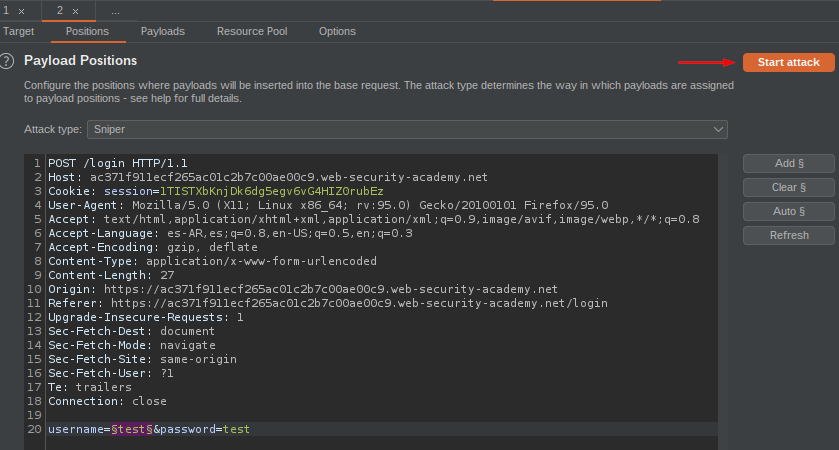 1 × 2 × ...
Target Positions Payloads Resource Pool Options
? Payload Positions
Start attack
Configure the positions where payloads will be inserted into the base request. The attack type determines the way in which payloads are assigned
to payload positions - see help for full details.
Attack type: Sniper
Add §
Clear §
Auto §
Refresh
1 POST /login HTTP/1.1
2 Host: ac371f911ecf265ac01c2b7c00ae00c9.web-security-academy.net
3 Cookie: session=1TISTXbKnjDk6dg5egv6vG4HIZ0rubEz
4 User-Agent: Mozilla/5.0 (X11; Linux x86_64; rv:95.0) Gecko/20100101 Firefox/95.0
5 Accept: text/html,application/xhtml+xml,application/xml;q=0.9,image/avif,image/webp,*/*;q=0.8
6 Accept-Language: es-AR,es;q=0.8,en-US;q=0.5,en;q=0.3
7 Accept-Encoding: gzip, deflate
8 Content-Type: application/x-www-form-urlencoded
9 Content-Length: 27
10 Origin: https://ac371f911ecf265ac01c2b7c00ae00c9.web-security-academy.net
11 Referer: https://ac371f911ecf265ac01c2b7c00ae00c9.web-security-academy.net/login
12 Upgrade-Insecure-Requests: 1
13 Sec-Fetch-Dest: document
14 Sec-Fetch-Mode: navigate
15 Sec-Fetch-Site: same-origin
16 Sec-Fetch-User: ?1
17 Te: trailers
18 Connection: close
19
20 username=§test§&password=test